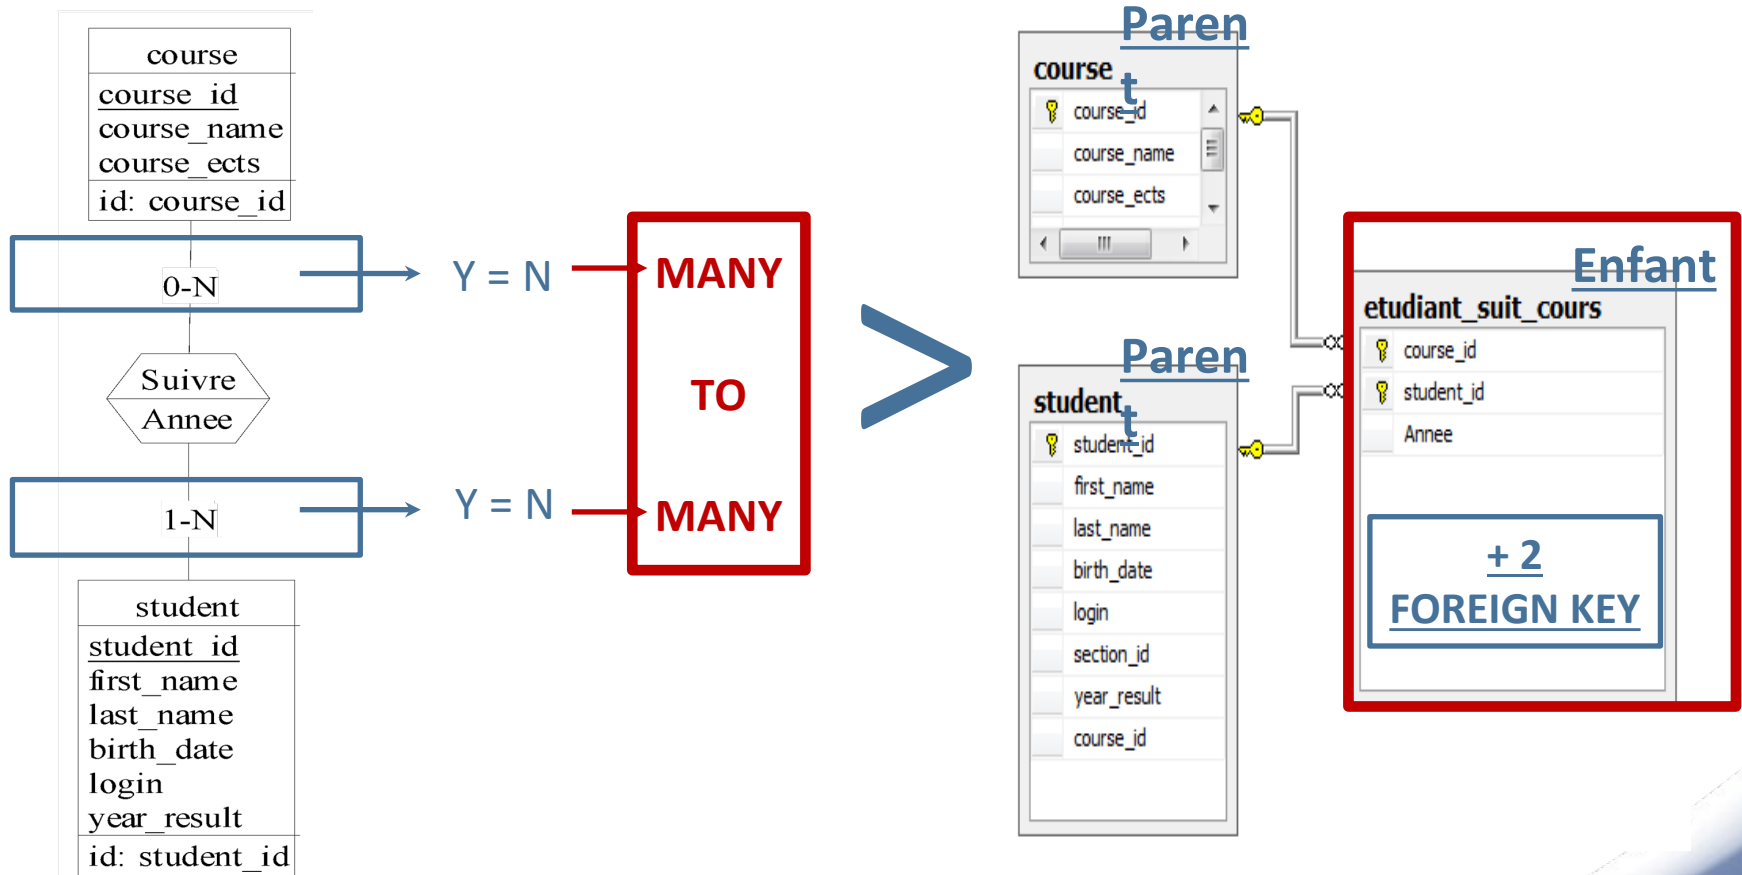 course
course_id
course_name
course_ects
id: course_id
0-N
Suivre
Annee
1-N
student
student_id
first_name
last_name
birth_date
login
year_result
id: student_id
Y = N
Y = N
MANY
TO
MANY
>
Paren
t
course
course_id
course_name
course_ects
Paren
t
student
student_id
first_name
last_name
birth_date
login
section_id
year_result
course_id
Enfant
etudiant_suit_cours
course_id
student_id
Annee
+ 2
FOREIGN KEY